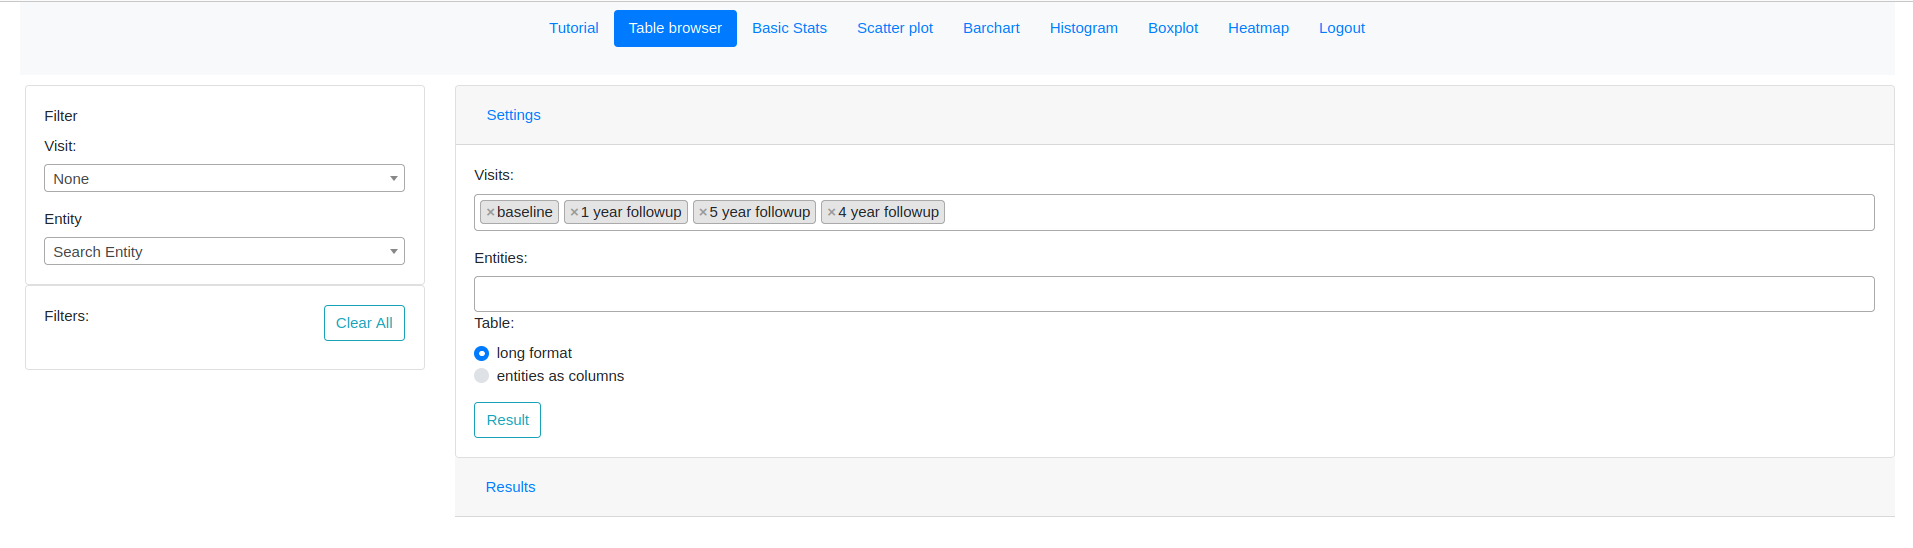 Tutorial Table browser Basic Stats Scatter plot Barchart Histogram Boxplot Heatmap Logout
Filter
Visit:
None
Entity
Search Entity
Filters:
Clear All
Settings
Visits:
×baseline ×1 year followup ×5 year followup ×4 year followup
Entities:
Table:
long format
entities as columns
Result
Results